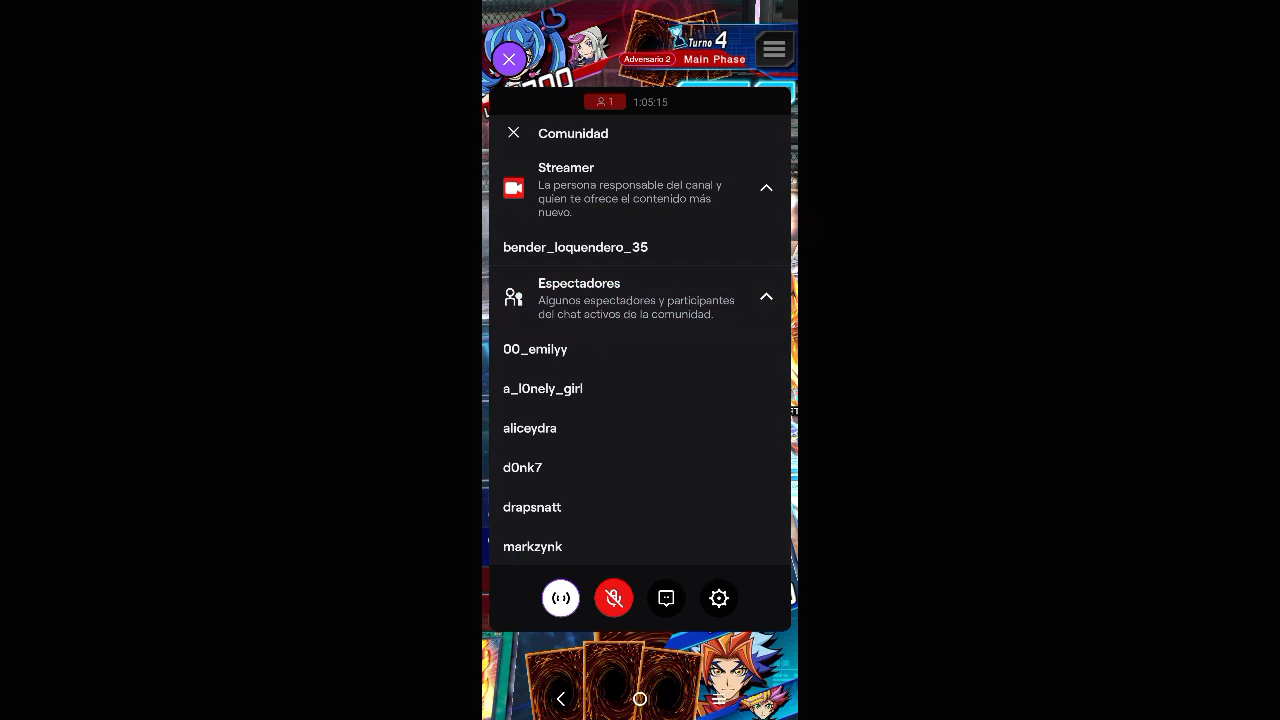 Turno 4
Adversario 2 Main Phase
1 1:05:15
Comunidad
Streamer
La persona responsable del canal y
quien te ofrece el contenido más
nuevo.
bender_loquendero_35
Espectadores
Algunos espectadores y participantes
del chat activos de la comunidad.
00_emilyy
a_l0nely_girl
aliceydra
d0nk7
drapsnatt
markzynk